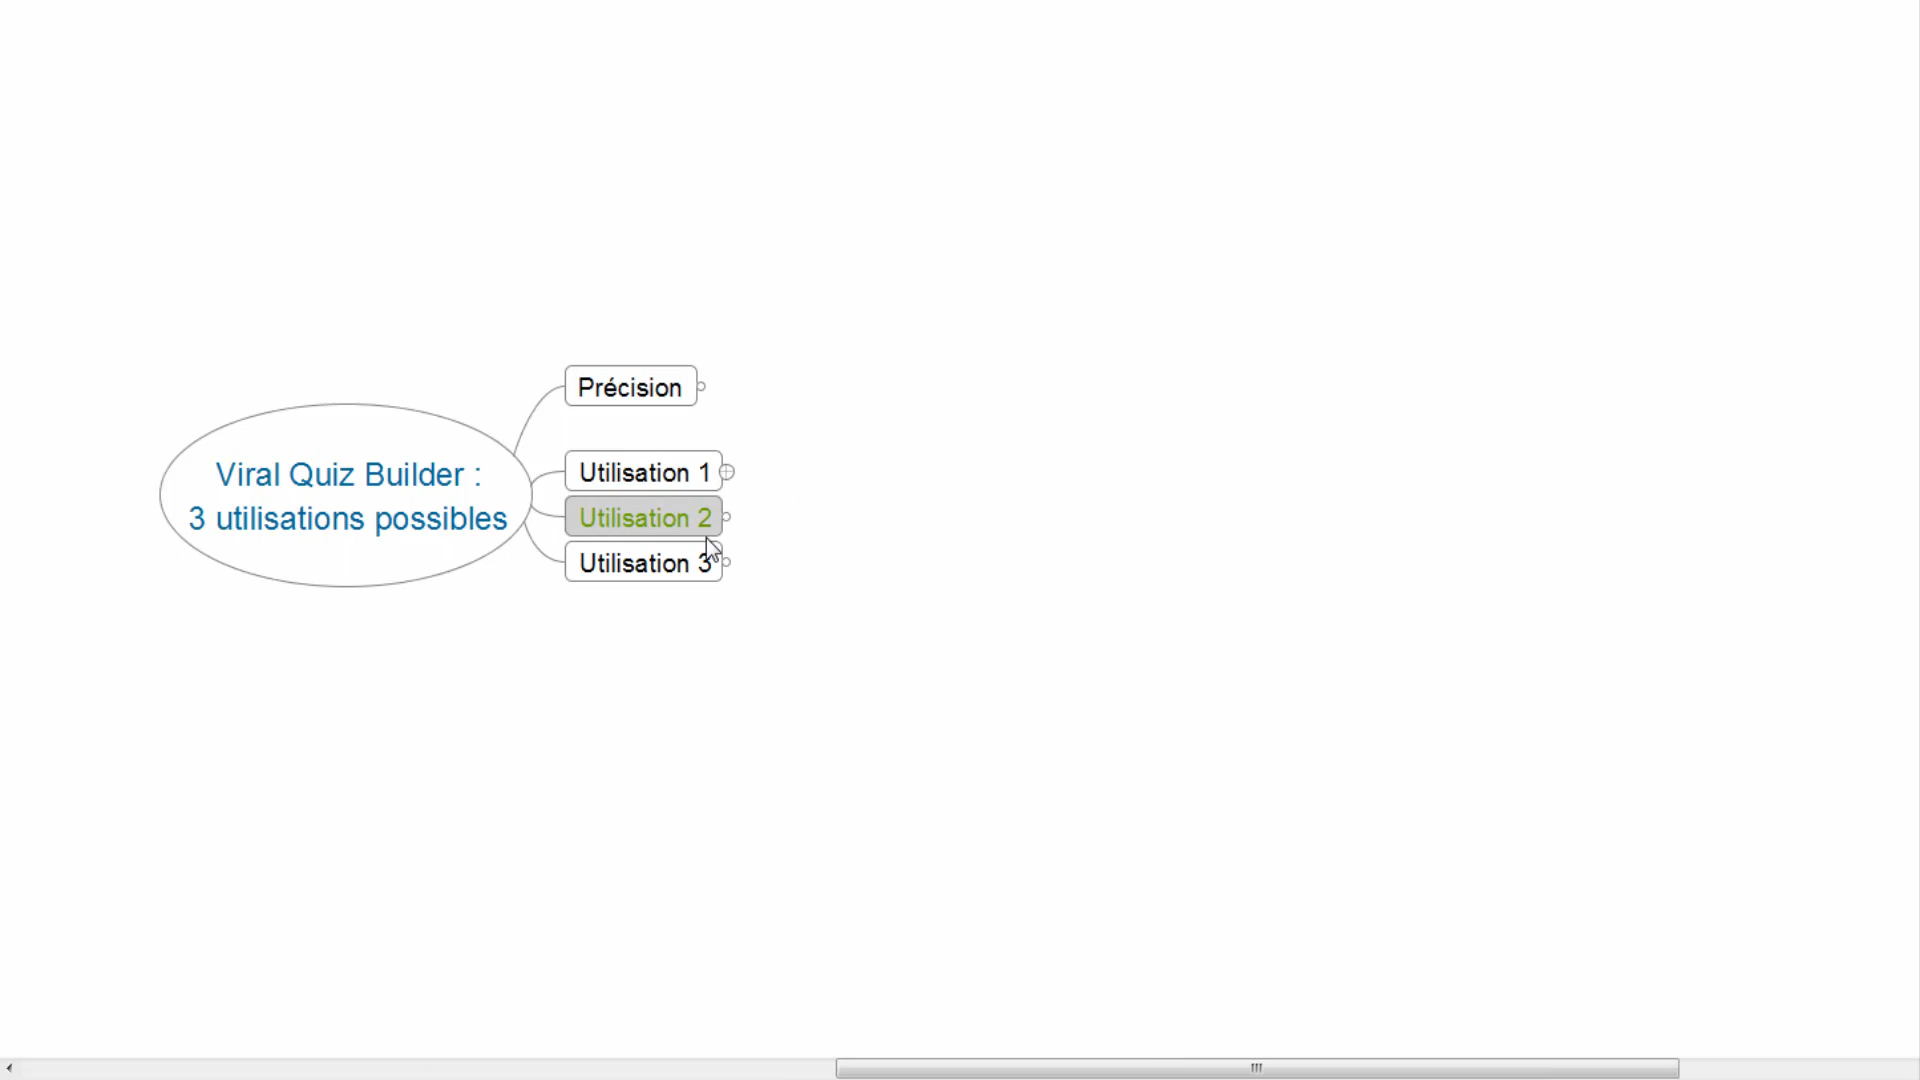 Précision
Viral Quiz Builder :
3 utilisations possibles
Utilisation 1
Utilisation 2
Utilisation 3